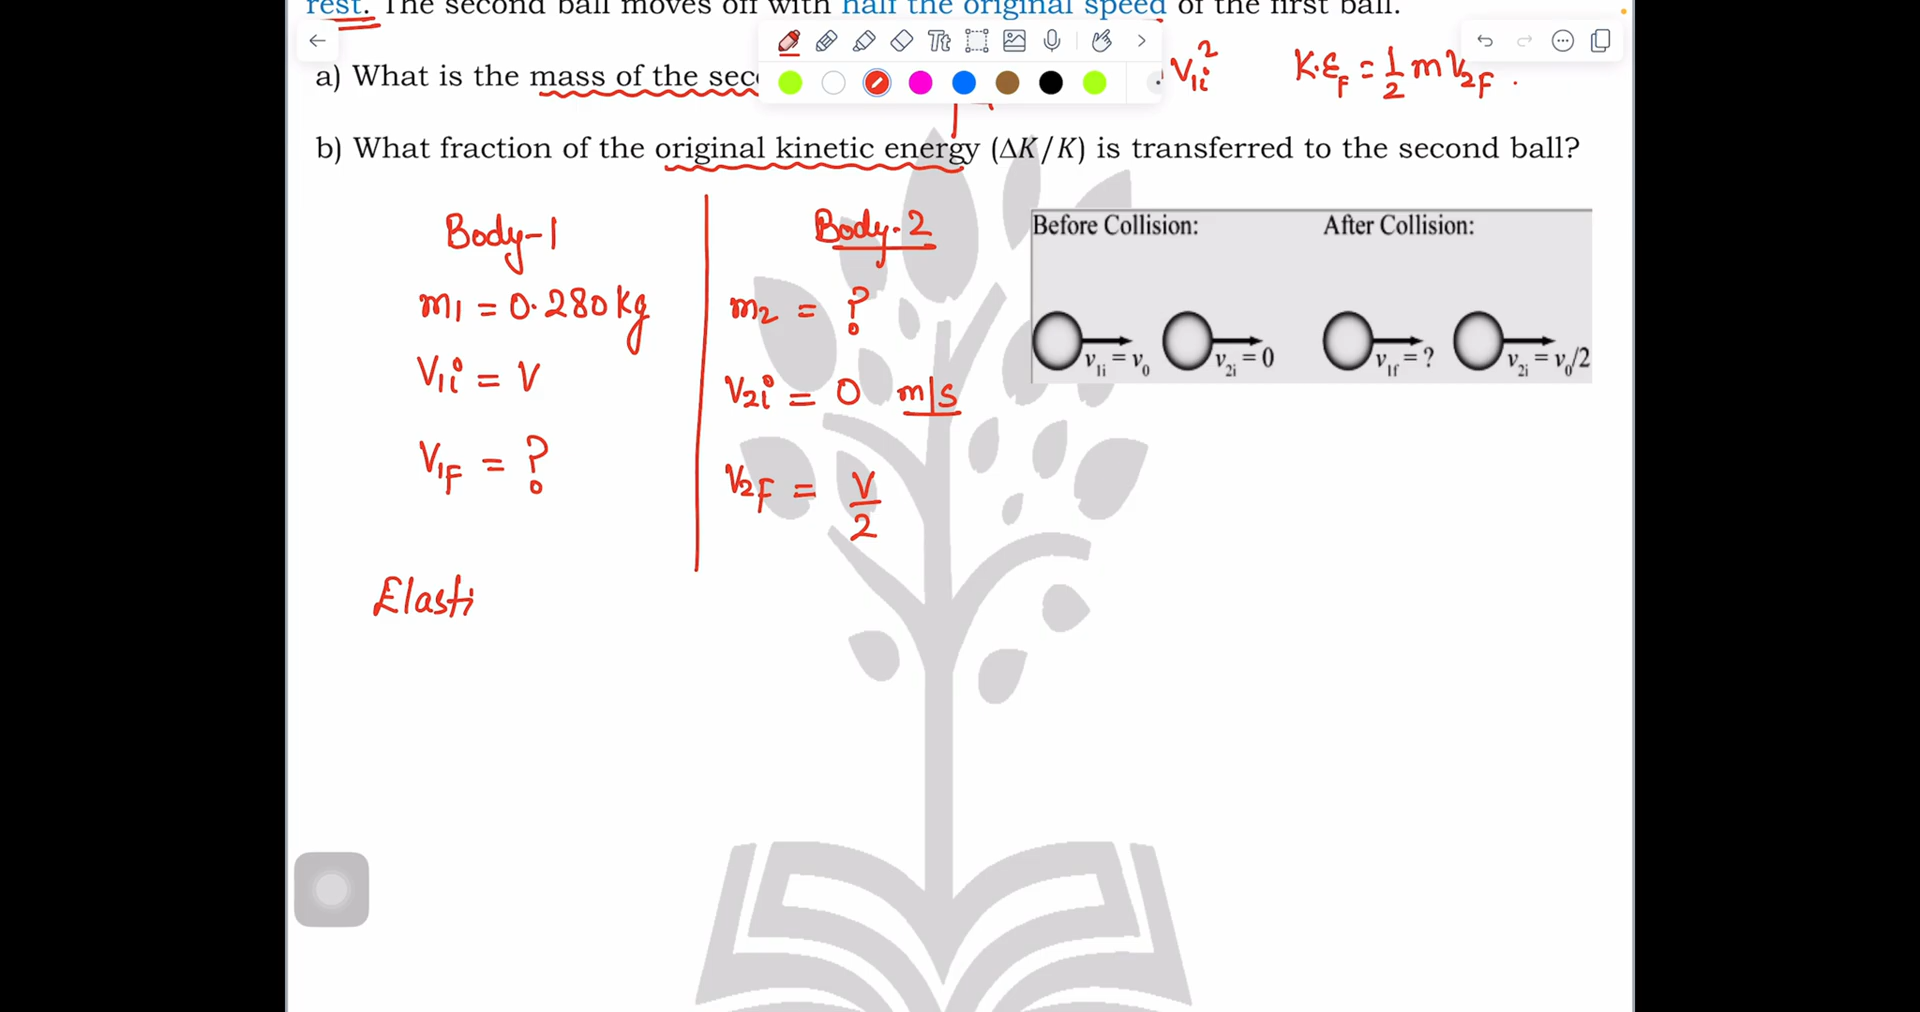 rest. The second ball moves off with half the original speed of the first ball.
a) What is the mass of the sec
V1i² K.E_F = 1/2 m V2F .
b) What fraction of the original kinetic energy (ΔK/K) is transferred to the second ball?
Body-1
m1 = 0.280 kg
V1i = V
V1F = ?
Body-2
m2 = ?
V2i = 0 m/s
V2F = V/2
Before Collision: After Collision:
v1i = v0 v2i = 0 v1f = ? v2i = v0/2
Elasti
Tt